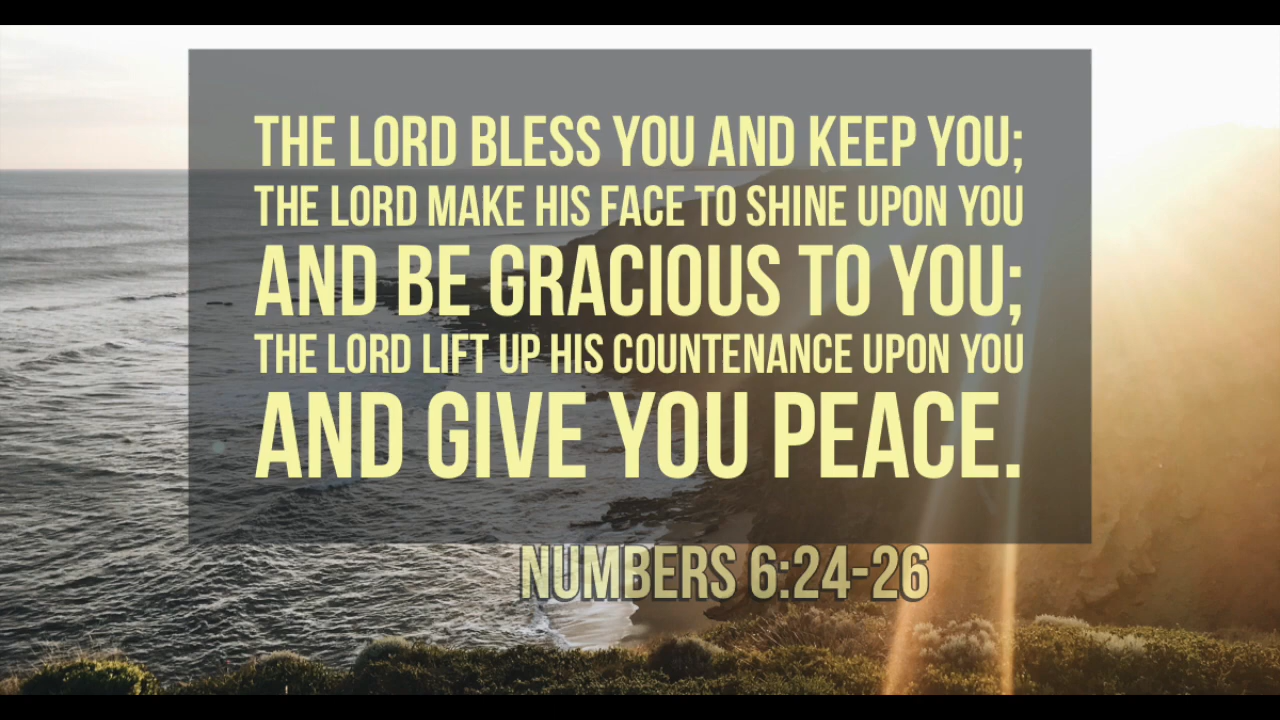 THE LORD BLESS YOU AND KEEP YOU;
THE LORD MAKE HIS FACE TO SHINE UPON YOU
AND BE GRACIOUS TO YOU;
THE LORD LIFT UP HIS COUNTENANCE UPON YOU
AND GIVE YOU PEACE.
NUMBERS 6:24-26